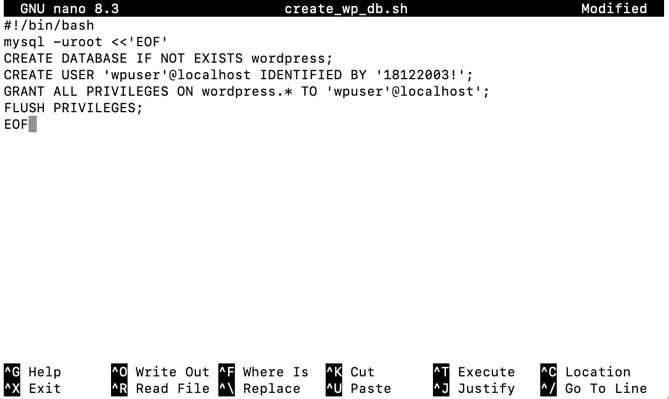 GNU nano 8.3 create_wp_db.sh Modified
#!/bin/bash
mysql -uroot <<'EOF'
CREATE DATABASE IF NOT EXISTS wordpress;
CREATE USER 'wpuser'@localhost IDENTIFIED BY '18122003!';
GRANT ALL PRIVILEGES ON wordpress.* TO 'wpuser'@localhost';
FLUSH PRIVILEGES;
EOF
^G Help ^O Write Out ^F Where Is ^K Cut ^T Execute ^C Location
^X Exit ^R Read File ^\ Replace ^U Paste ^J Justify ^/ Go To Line